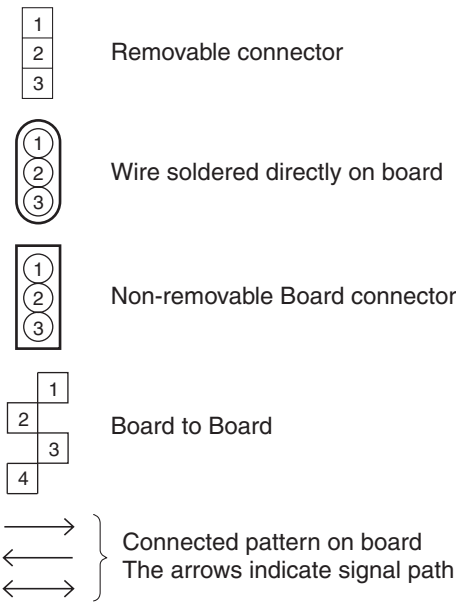 1
2 Removable connector
3
1
2 Wire soldered directly on board
3
1
2 Non-removable Board connector
3
1
2 Board to Board
3
4
Connected pattern on board
The arrows indicate signal path